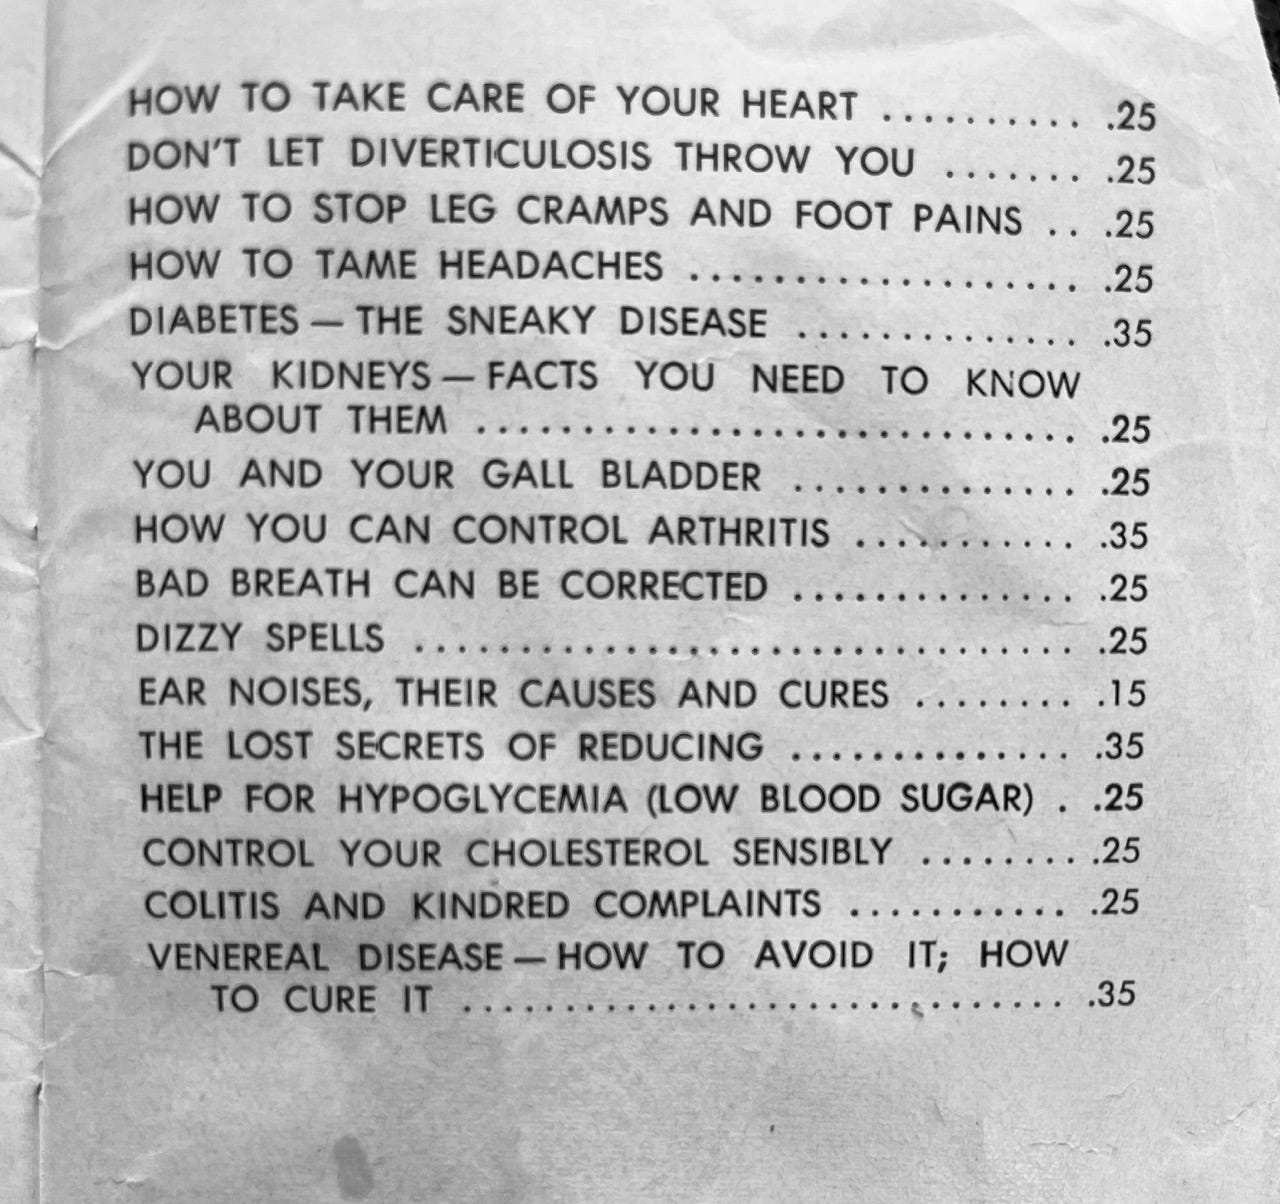 HOW TO TAKE CARE OF YOUR HEART .......... .25
DON'T LET DIVERTICULOSIS THROW YOU ....... .25
HOW TO STOP LEG CRAMPS AND FOOT PAINS .. .25
HOW TO TAME HEADACHES ................... .25
DIABETES — THE SNEAKY DISEASE .............. .35
YOUR KIDNEYS — FACTS YOU NEED TO KNOW
ABOUT THEM .................................. .25
YOU AND YOUR GALL BLADDER .............. .25
HOW YOU CAN CONTROL ARTHRITIS ........... .35
BAD BREATH CAN BE CORRECTED .............. .25
DIZZY SPELLS ................................ .25
EAR NOISES, THEIR CAUSES AND CURES ........ .15
THE LOST SECRETS OF REDUCING .............. .35
HELP FOR HYPOGLYCEMIA (LOW BLOOD SUGAR) . .25
CONTROL YOUR CHOLESTEROL SENSIBLY ........ .25
COLITIS AND KINDRED COMPLAINTS ........... .25
VENEREAL DISEASE — HOW TO AVOID IT; HOW
TO CURE IT .................................. .35